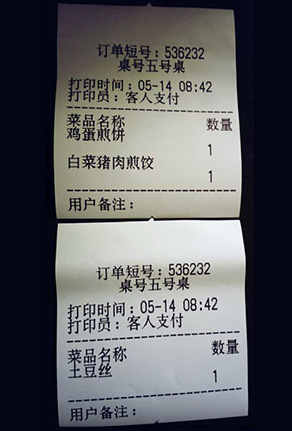 订单短号：536232
桌号五号桌
打印时间：05-14 08:42
打印员：客人支付
菜品名称 数量
鸡蛋煎饼
1
白菜猪肉煎饺
1
用户备注：
订单短号：536232
桌号五号桌
打印时间：05-14 08:42
打印员：客人支付
菜品名称 数量
土豆丝
1
用户备注：